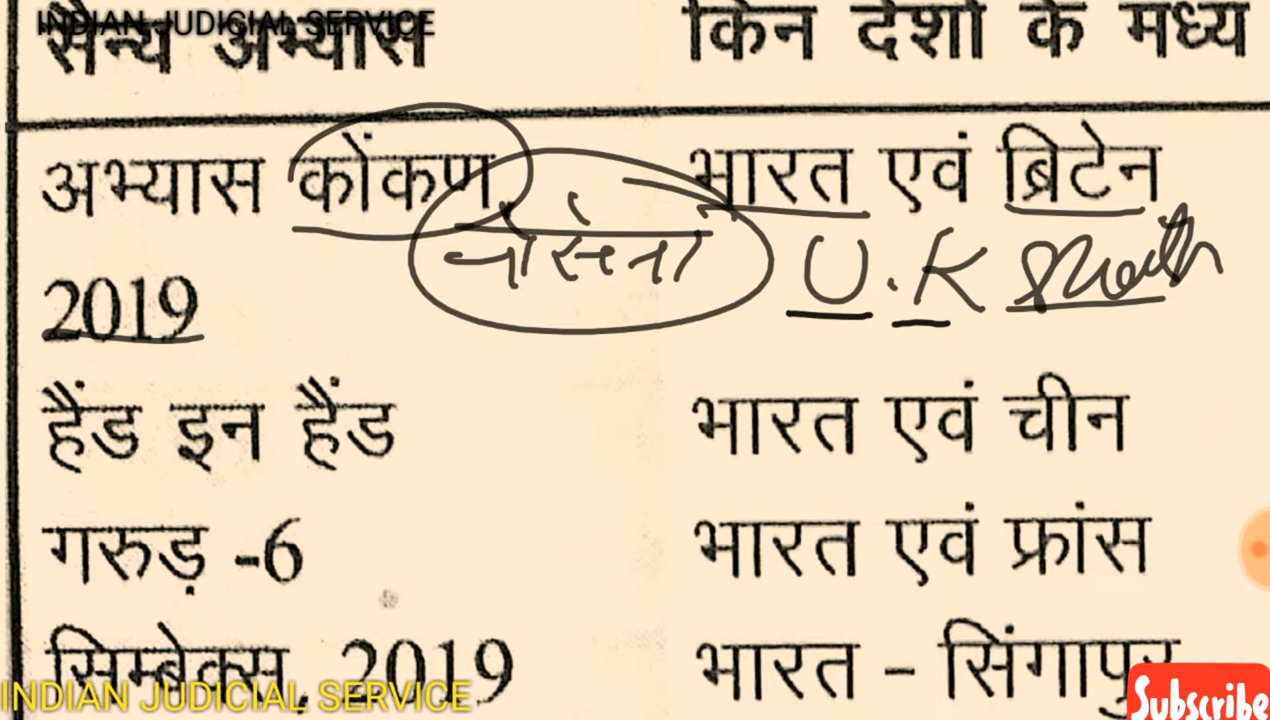 INDIAN JUDICIAL SERVICE
सैन्य अभ्यास किन देशों के मध्य
अभ्यास कोंकण भारत एवं ब्रिटेन
नौसेना U.K
2019
हैंड इन हैंड भारत एवं चीन
गरुड़ -6 भारत एवं फ्रांस
सिम्बेक्स, 2019 भारत - सिंगापुर
INDIAN JUDICIAL SERVICE
Subscribe